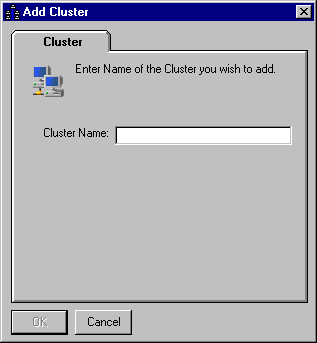 Add Cluster
Cluster
Enter Name of the Cluster you wish to add.
Cluster Name:
OK
Cancel